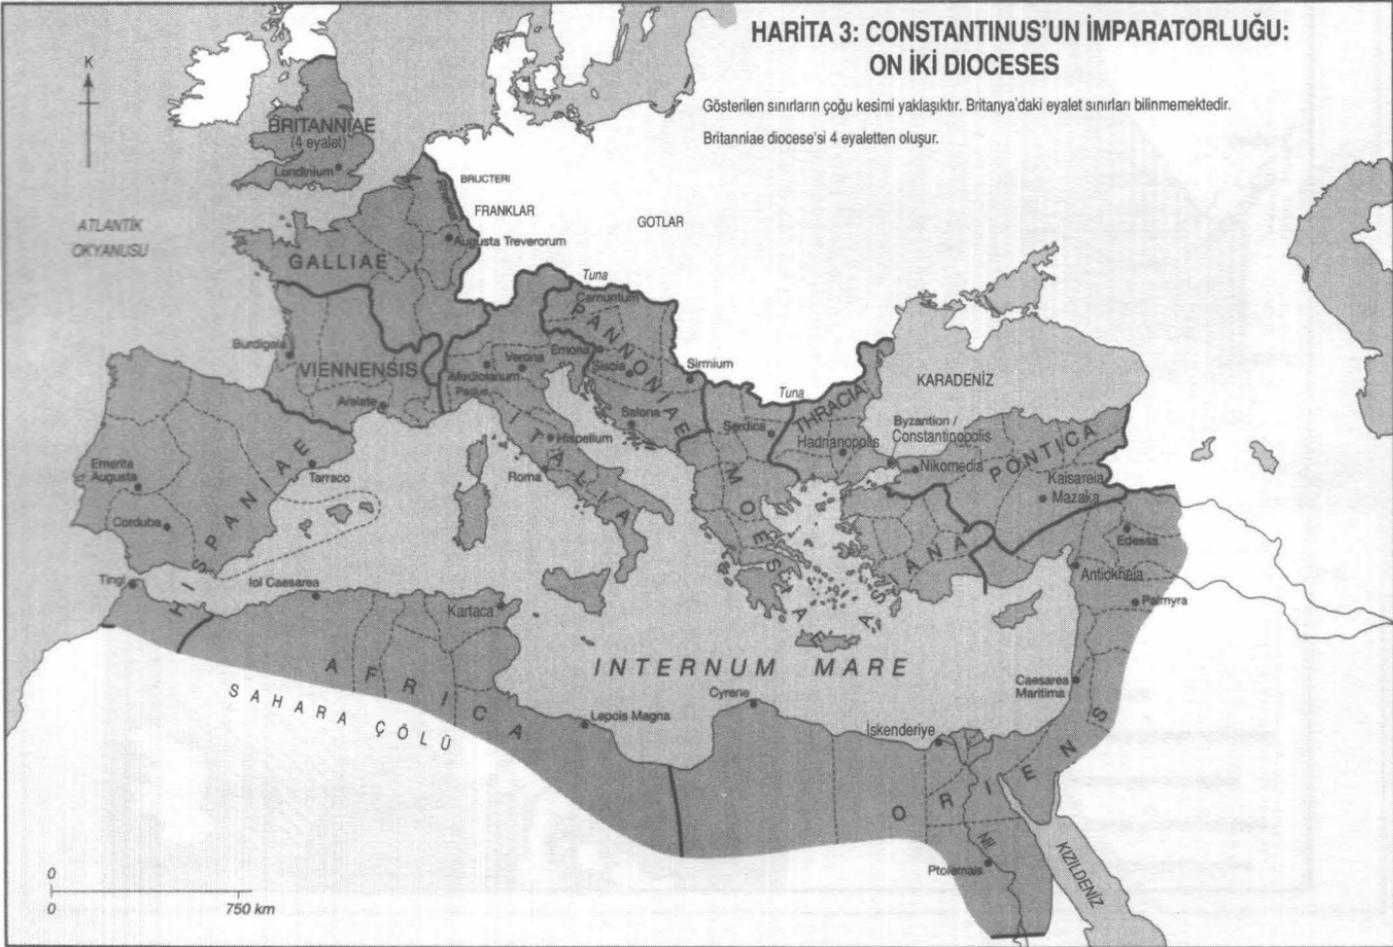 HARİTA 3: CONSTANTINUS'UN İMPARATORLUĞU:
ON İKİ DIOCESES
Gösterilen sınırların çoğu kesimi yaklaşıktır. Britanya'daki eyalet sınırları bilinmemektedir.
Britanniae diocese'si 4 eyaletten oluşur.
K
BRITANNIAE
(4 eyalet)
Londinium
BRUCTERI
Rhenus
FRANKLAR
GOTLAR
ATLANTİK
OKYANUSU
Augusta Treverorum
GALLIAE
Tuna
Carnuntum
PANNONIAE
Burdigala
VIENNENSIS
Verona
Emona
Siscia
Sirmium
Mediolanum
Padus
Arelate
Salona
Tuna
KARADENİZ
THRACIA
Serdica
Hadrianopolis
Byzantion /
Constantinopolis
Nikomedia
PONTICA
Kaisareia
Mazaka
ITALIA
Hispellum
Roma
Emerita
Augusta
Tarraco
Corduba
HISPANIAE
MOESIAE
ASIANA
Edessa
Antiokheia
Palmyra
Tingi
Iol Caesarea
Kartaca
INTERNUM MARE
AFRICA
SAHARA ÇÖLÜ
Lepcis Magna
Cyrene
Caesarea
Maritima
İskenderiye
ORIENS
Nil
Ptolemais
KIZILDENİZ
0
0
750 km